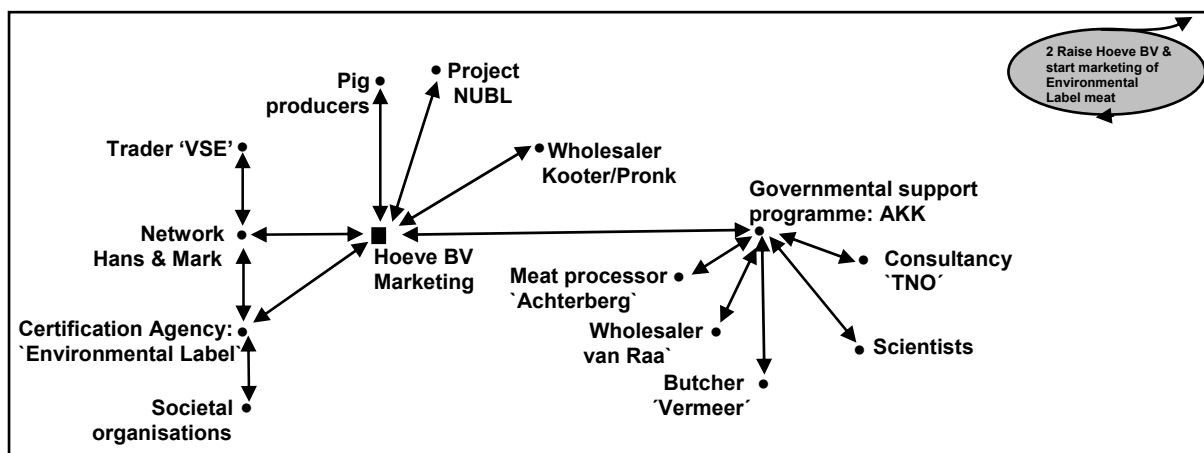 2 Raise Hoeve BV &
start marketing of
Environmental
Label meat
Project
NUBL
Pig
producers
Trader ‘VSE’
Wholesaler
Kooter/Pronk
Governmental support
programme: AKK
Network
Hans & Mark
Hoeve BV
Marketing
Meat processor
`Achterberg`
Consultancy
`TNO´
Certification Agency:
`Environmental Label`
Wholesaler
van Raa`
Scientists
Butcher
´Vermeer´
Societal
organisations